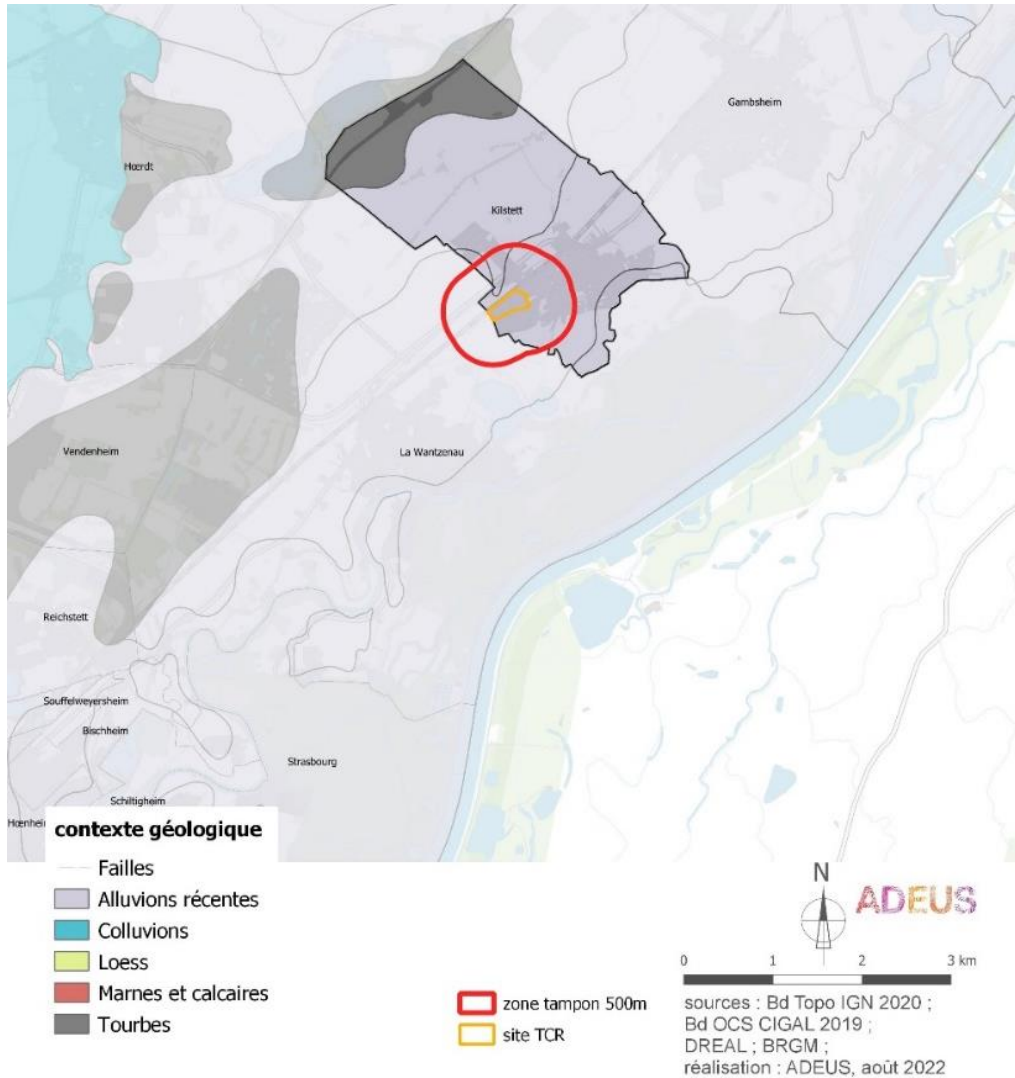 Gambsheim
Hœrdt
Kilstett
Vendenheim
La Wantzenau
Reichstett
Souffelweyersheim
Bischheim
Strasbourg
Schiltigheim
Hœnhei
contexte géologique
Failles
Alluvions récentes
Colluvions
Loess
Marnes et calcaires
Tourbes
zone tampon 500m
site TCR
N
ADEUS
0 1 2 3 km
sources : Bd Topo IGN 2020 ;
Bd OCS CIGAL 2019 ;
DREAL ; BRGM ;
réalisation : ADEUS, août 2022